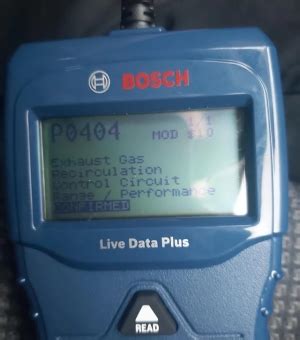 BOSCH
P0404 1/1
MOD $10
Exhaust Gas
Recirculation
Control Circuit
Range / Performance
CONFIRMED
Live Data Plus
READ